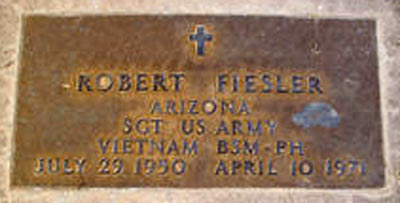 ROBERT FIESLER
ARIZONA
SGT US ARMY
VIETNAM BSM-PH
JULY 29 1950 APRIL 10 1971